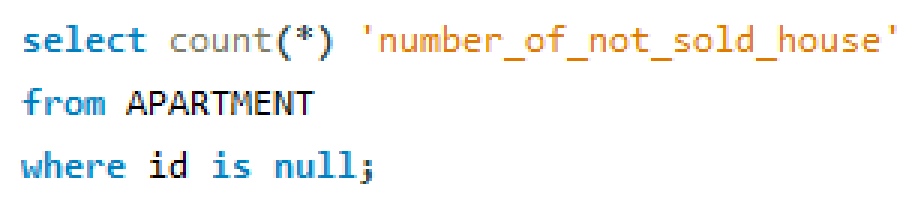 select count(*) 'number_of_not_sold_house'
from APARTMENT
where id is null;